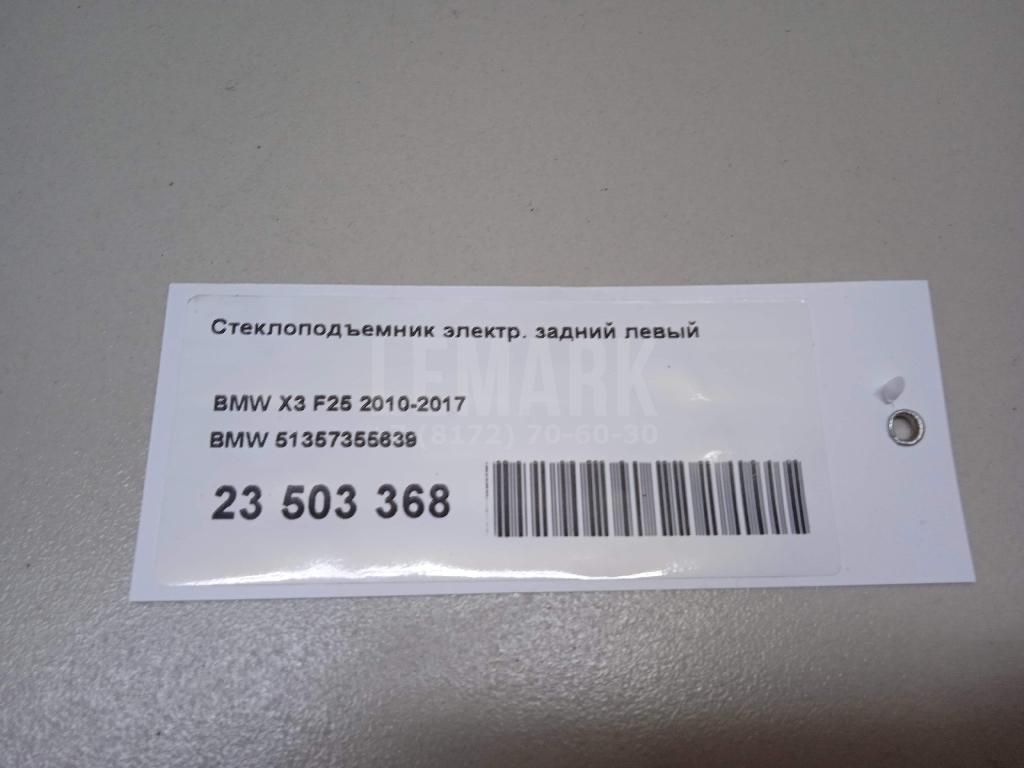 Стеклоподъемник электр. задний левый
LEMARK
BMW X3 F25 2010-2017
(8172) 70-60-30
BMW 51357355639
23 503 368